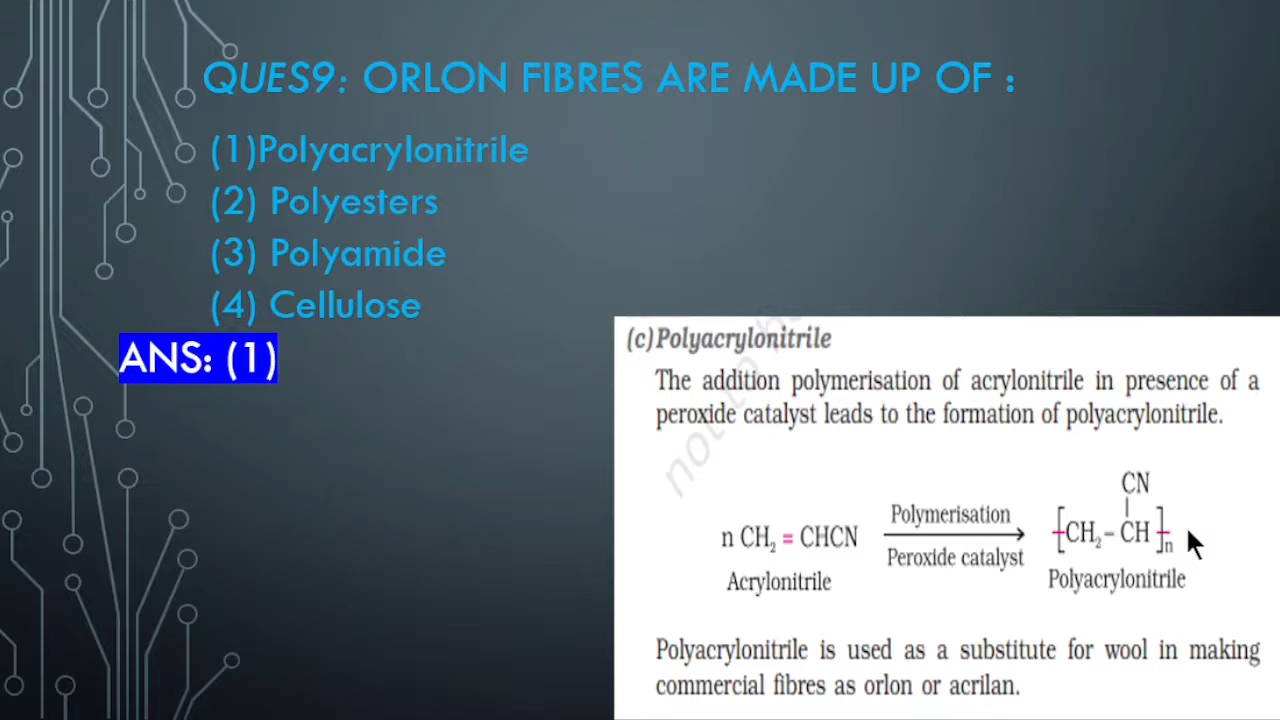 QUES9: ORLON FIBRES ARE MADE UP OF :
(1)Polyacrylonitrile
(2) Polyesters
(3) Polyamide
(4) Cellulose
ANS: (1)
(c)Polyacrylonitrile
The addition polymerisation of acrylonitrile in presence of a
peroxide catalyst leads to the formation of polyacrylonitrile.
CN
n CH₂ = CHCN Polymerisation [CH₂ – CH]n
Peroxide catalyst
Acrylonitrile Polyacrylonitrile
Polyacrylonitrile is used as a substitute for wool in making
commercial fibres as orlon or acrilan.
not to